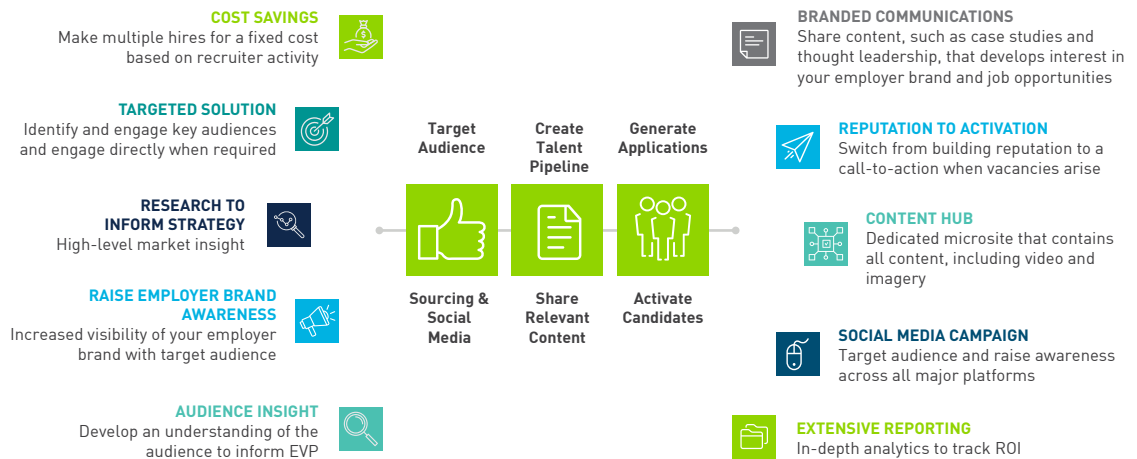 COST SAVINGS
Make multiple hires for a fixed cost
based on recruiter activity
TARGETED SOLUTION
Identify and engage key audiences
and engage directly when required
RESEARCH TO
INFORM STRATEGY
High-level market insight
RAISE EMPLOYER BRAND
AWARENESS
Increased visibility of your employer
brand with target audience
AUDIENCE INSIGHT
Develop an understanding of the
audience to inform EVP
Target
Audience
Create
Talent
Pipeline
Generate
Applications
Sourcing &
Social
Media
Share
Relevant
Content
Activate
Candidates
BRANDED COMMUNICATIONS
Share content, such as case studies and
thought leadership, that develops interest in
your employer brand and job opportunities
REPUTATION TO ACTIVATION
Switch from building reputation to a
call-to-action when vacancies arise
CONTENT HUB
Dedicated microsite that contains
all content, including video and
imagery
SOCIAL MEDIA CAMPAIGN
Target audience and raise awareness
across all major platforms
EXTENSIVE REPORTING
In-depth analytics to track ROI